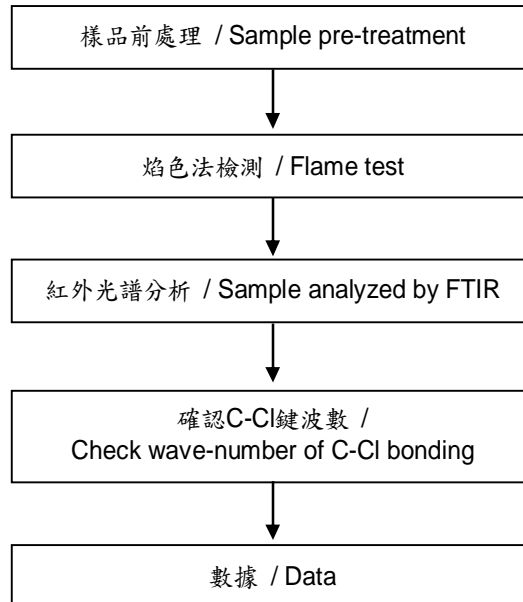 樣品前處理 / Sample pre-treatment
焰色法檢測 / Flame test
紅外光譜分析 / Sample analyzed by FTIR
確認C-Cl鍵波數 /
Check wave-number of C-Cl bonding
數據 / Data